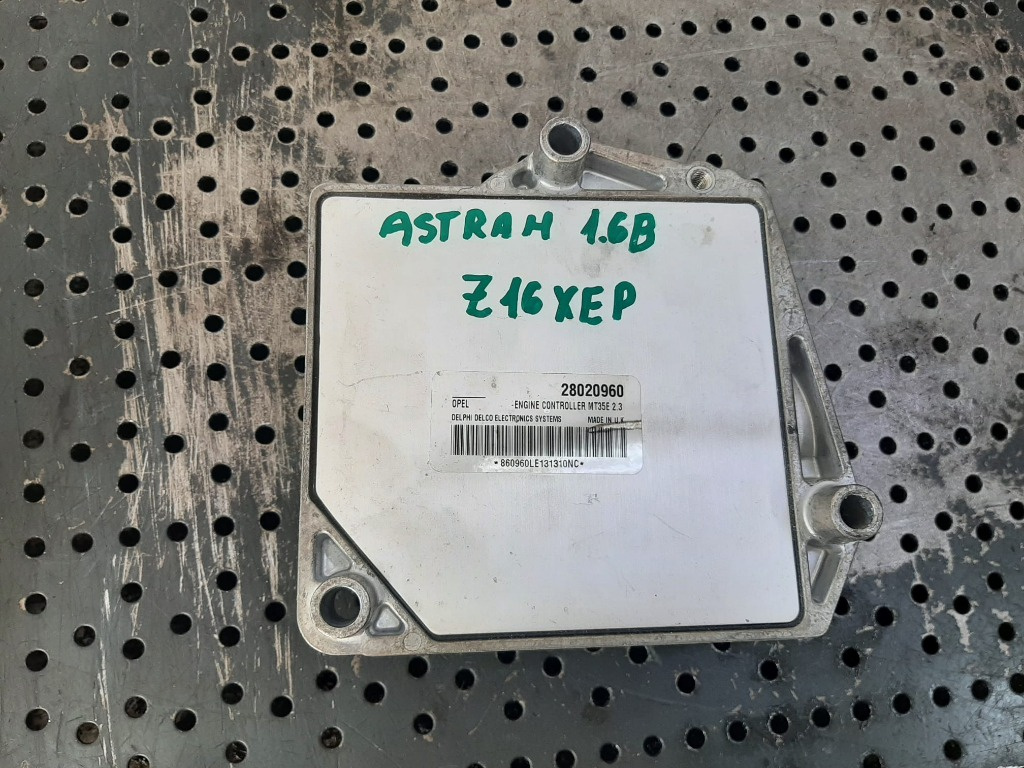 ASTRA H 1.6B
Z16XEP
28020960
OPEL ENGINE CONTROLLER MT35E 2.3
DELPHI DELCO ELECTRONICS SYSTEMS MADE IN U.K
*860960LE131310NC*